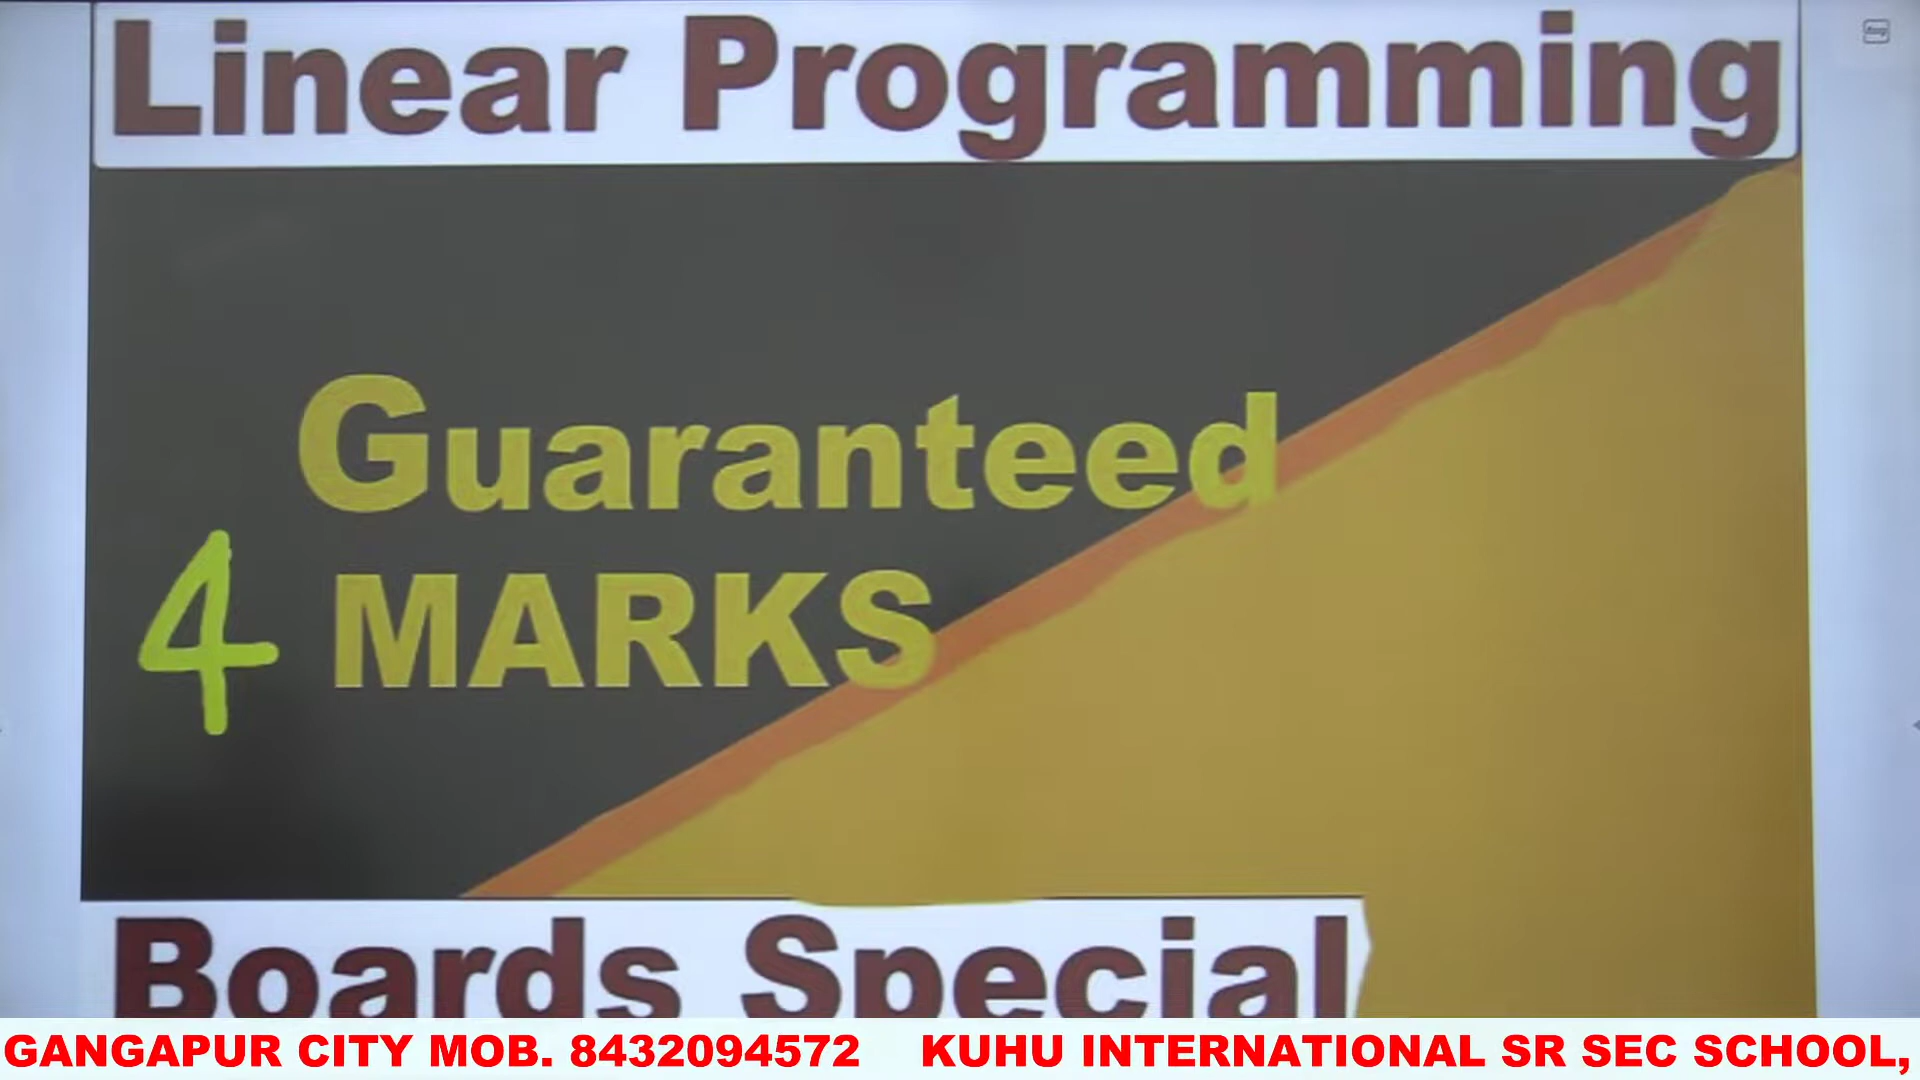 Linear Programming
Guaranteed
4 MARKS
Boards Special
GANGAPUR CITY MOB. 8432094572 KUHU INTERNATIONAL SR SEC SCHOOL,